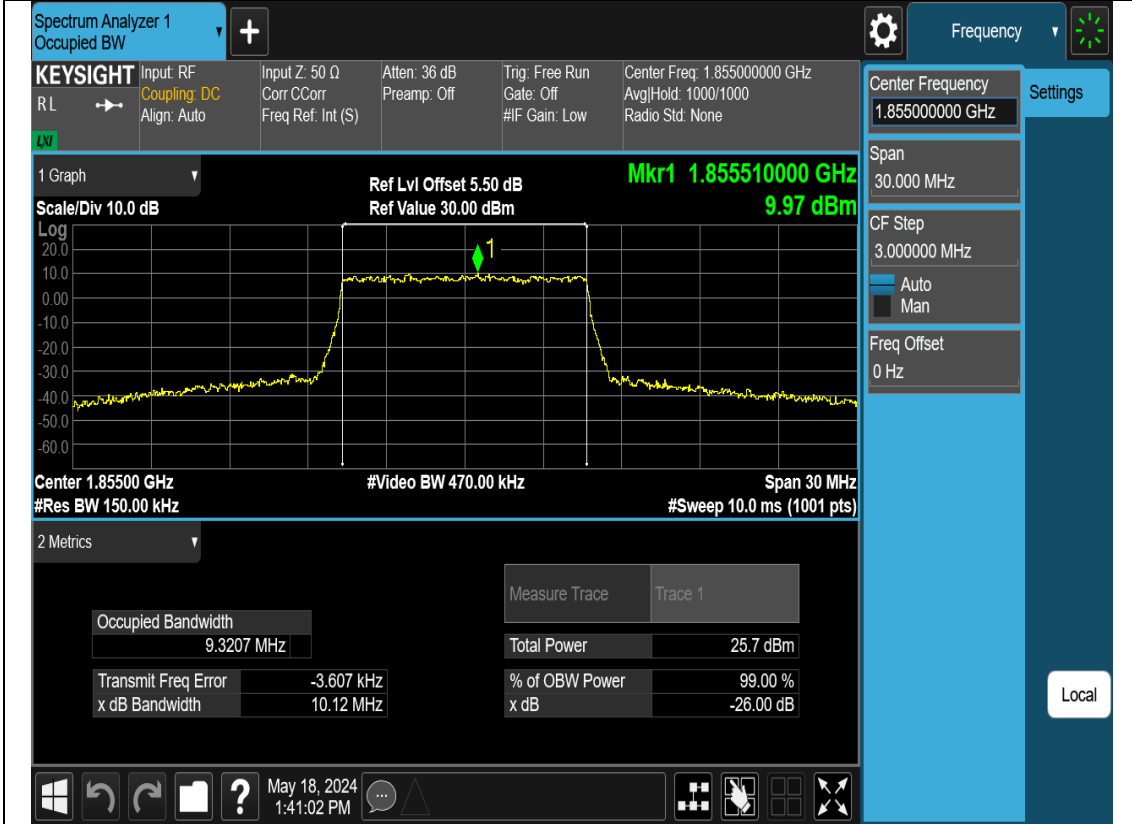 Spectrum Analyzer 1
Occupied BW
+
Frequency
KEYSIGHT
RL
LXI
Input: RF
Coupling: DC
Align: Auto
Input Z: 50 Ω
Corr CCorr
Freq Ref: Int (S)
Atten: 36 dB
Preamp: Off
Trig: Free Run
Gate: Off
#IF Gain: Low
Center Freq: 1.855000000 GHz
Avg|Hold: 1000/1000
Radio Std: None
Center Frequency
1.855000000 GHz
Settings
Span
30.000 MHz
CF Step
3.000000 MHz
Auto
Man
Freq Offset
0 Hz
Local
1 Graph
Scale/Div 10.0 dB
Ref Lvl Offset 5.50 dB
Ref Value 30.00 dBm
Mkr1 1.855510000 GHz
9.97 dBm
Log
20.0
10.0
0.00
-10.0
-20.0
-30.0
-40.0
-50.0
-60.0
1
Center 1.85500 GHz
#Res BW 150.00 kHz
#Video BW 470.00 kHz
Span 30 MHz
#Sweep 10.0 ms (1001 pts)
2 Metrics
Measure Trace Trace 1
Occupied Bandwidth
9.3207 MHz
Total Power 25.7 dBm
Transmit Freq Error -3.607 kHz
x dB Bandwidth 10.12 MHz
% of OBW Power 99.00 %
x dB -26.00 dB
?
May 18, 2024
1:41:02 PM